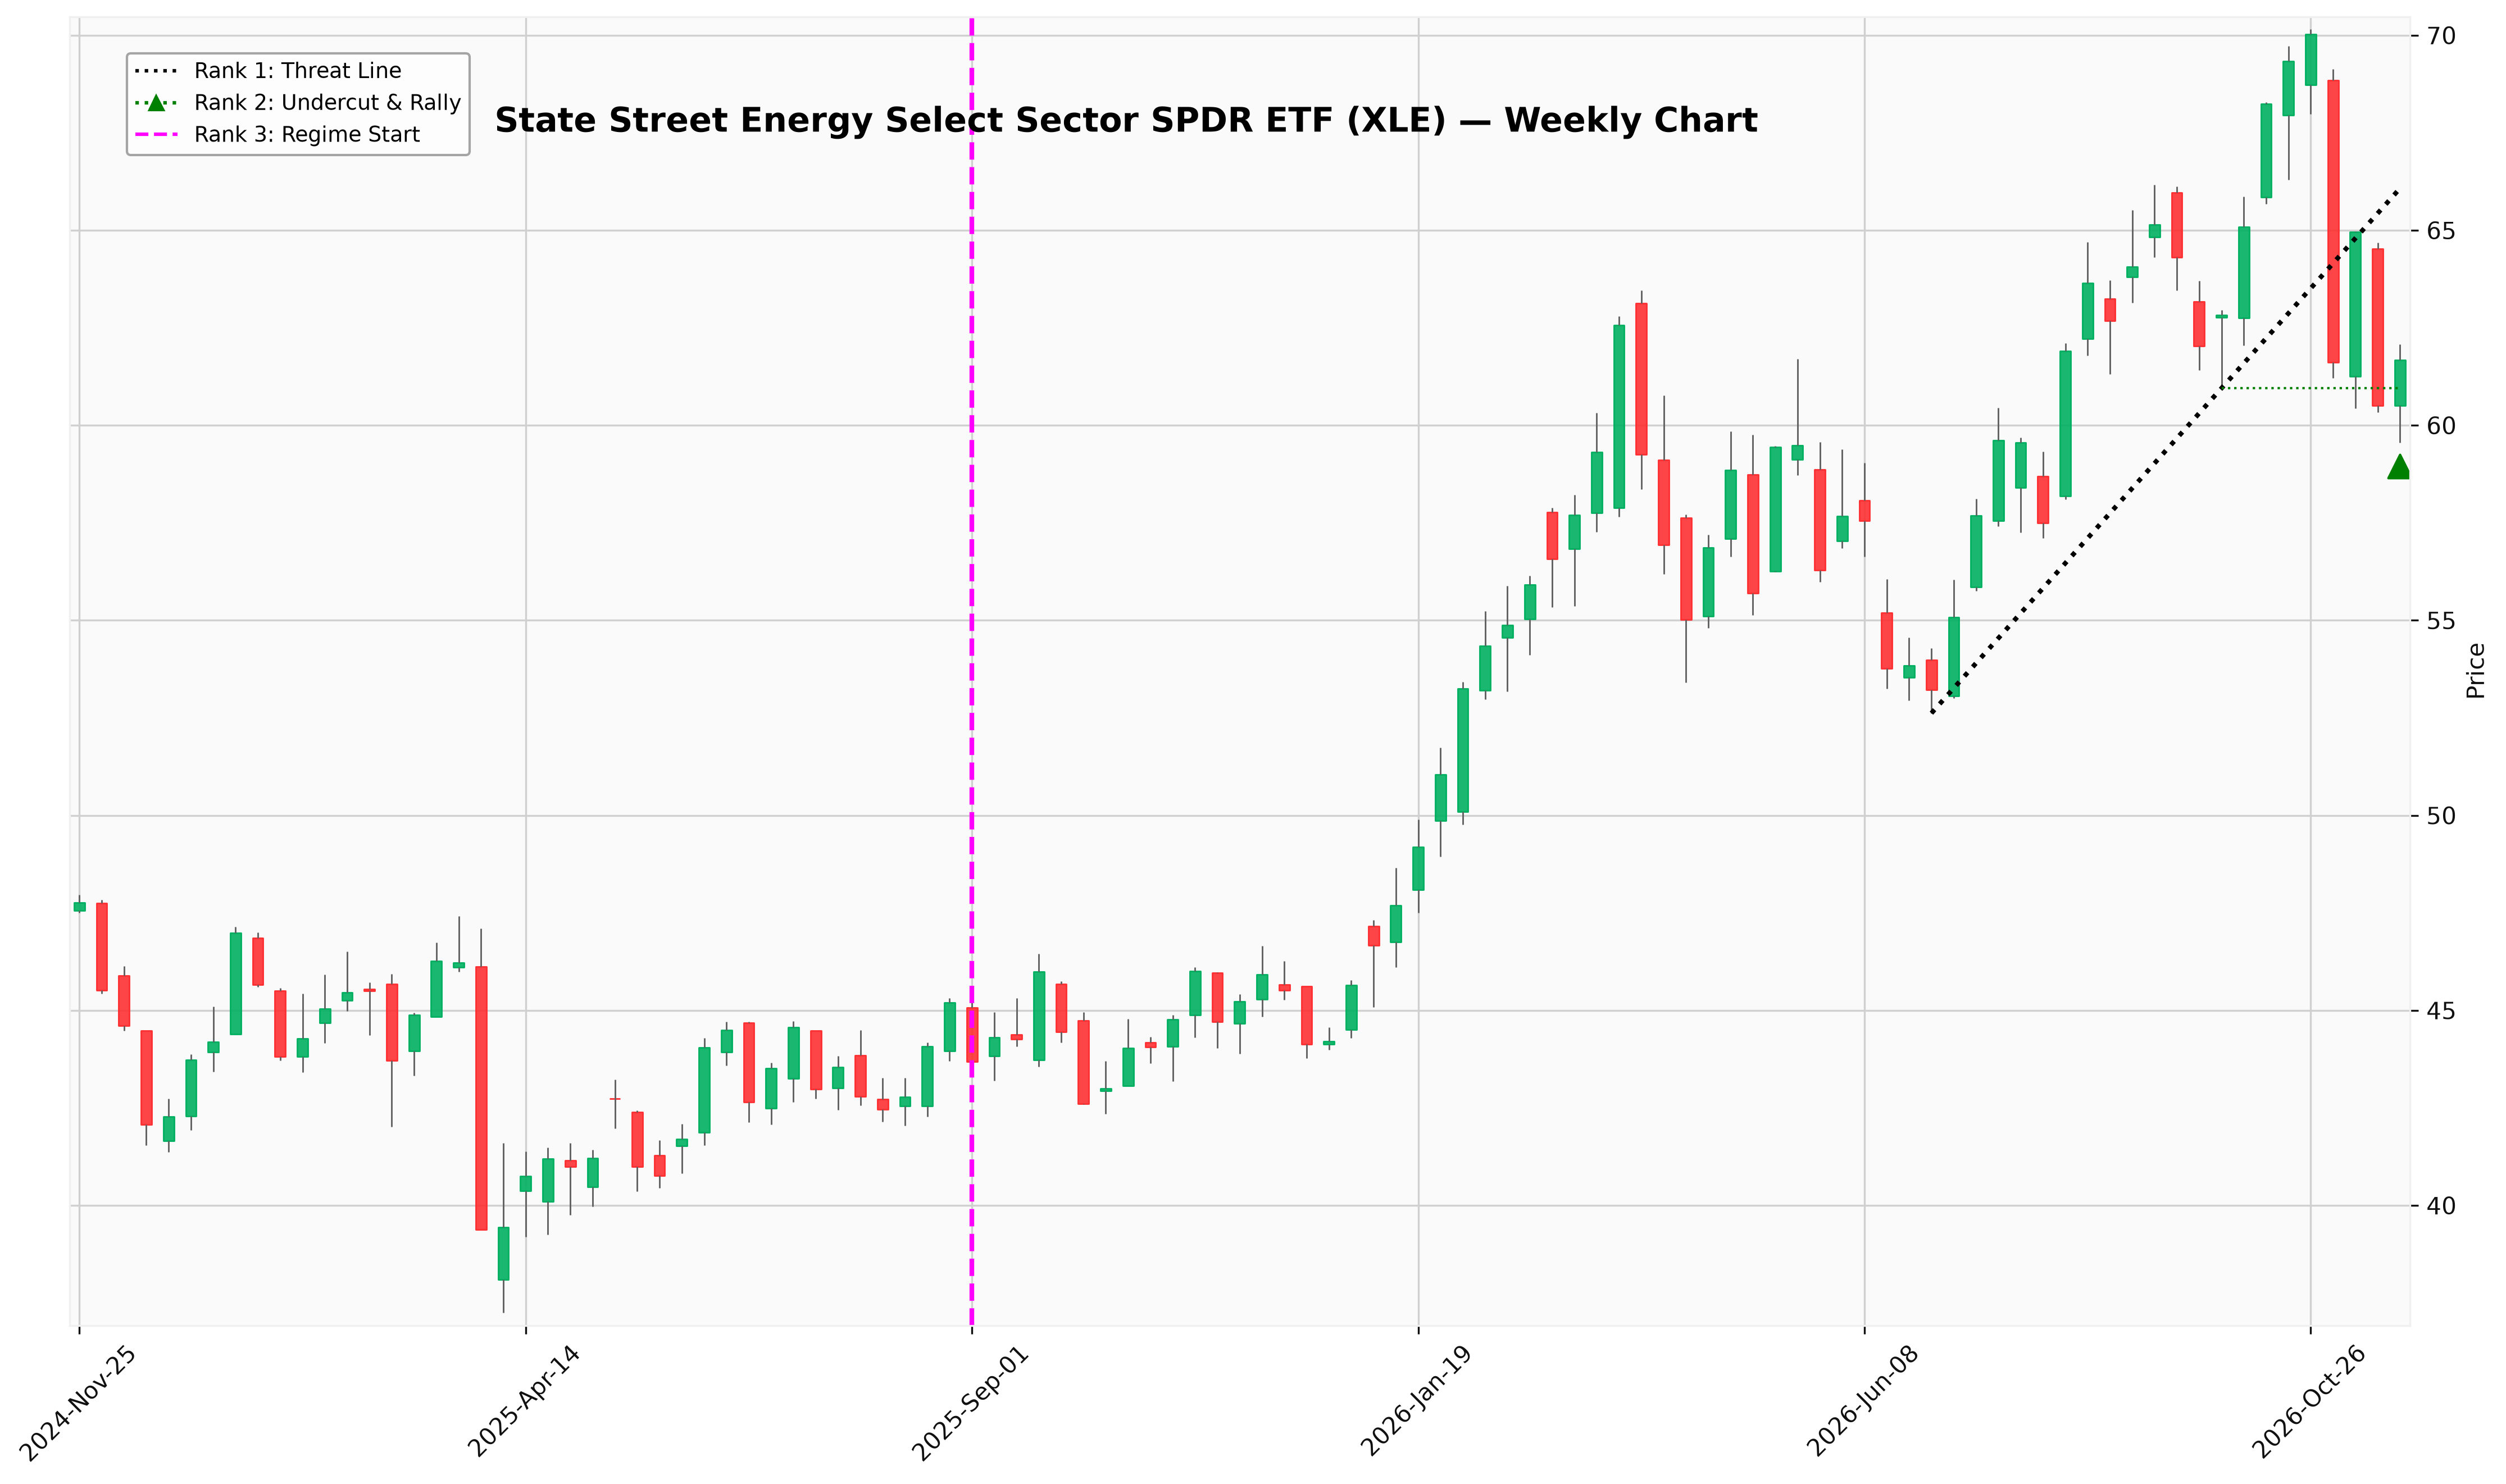 Rank 1: Threat Line
Rank 2: Undercut & Rally
Rank 3: Regime Start
State Street Energy Select Sector SPDR ETF (XLE) — Weekly Chart
70
65
60
55
50
45
40
Price
2024-Nov-25
2025-Apr-14
2025-Sep-01
2026-Jan-19
2026-Jun-08
2026-Oct-26